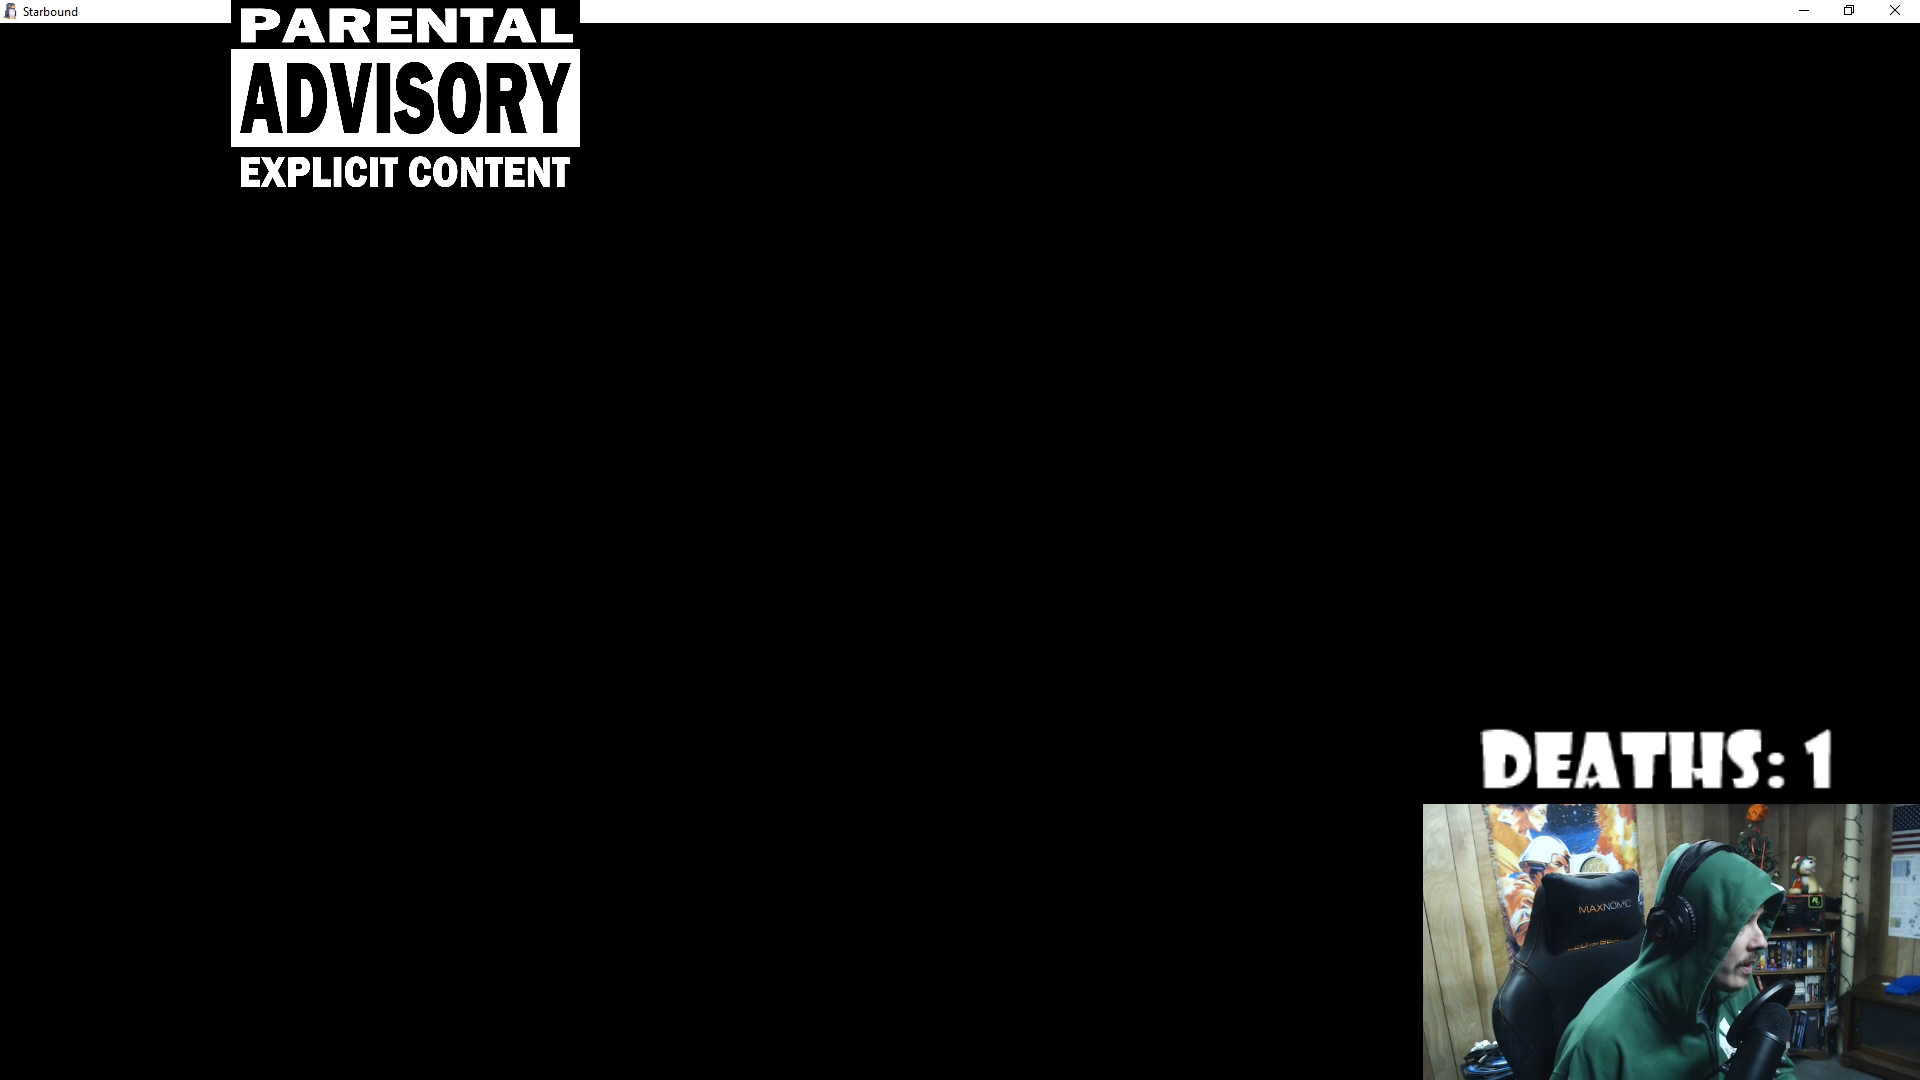 Starbound
PARENTAL
ADVISORY
EXPLICIT CONTENT
DEATHS: 1
MAXNOMIC